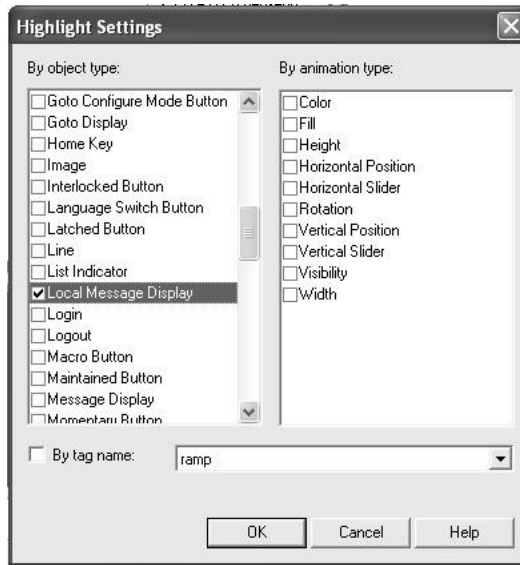 Highlight Settings
By object type:
Goto Configure Mode Button
Goto Display
Home Key
Image
Interlocked Button
Language Switch Button
Latched Button
Line
List Indicator
Local Message Display
Login
Logout
Macro Button
Maintained Button
Message Display
Momentary Button
By animation type:
Color
Fill
Height
Horizontal Position
Horizontal Slider
Rotation
Vertical Position
Vertical Slider
Visibility
Width
By tag name:
ramp
OK
Cancel
Help